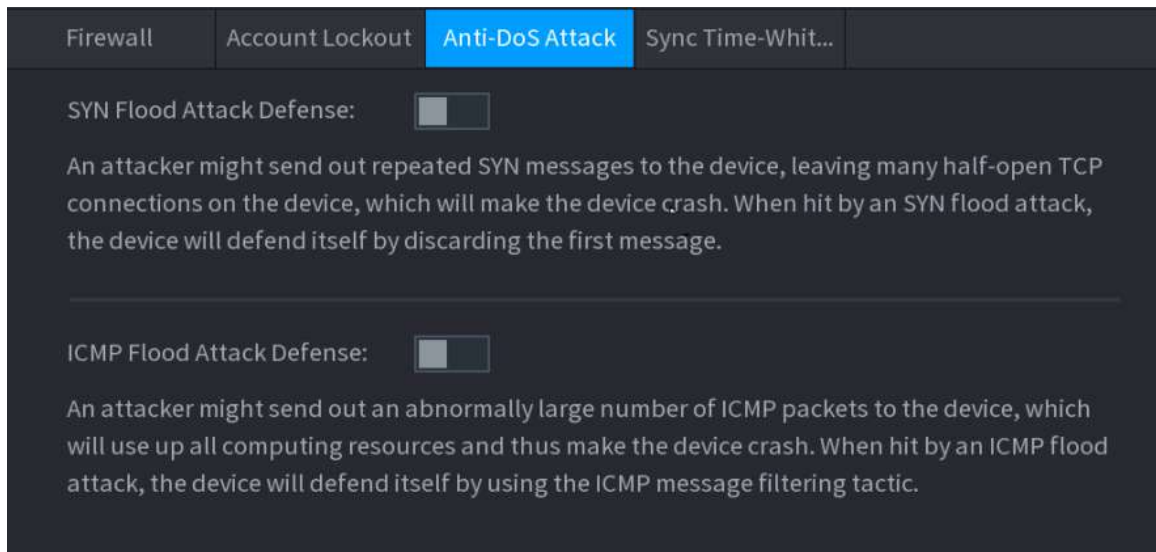 Firewall Account Lockout Anti-DoS Attack Sync Time-Whit...
SYN Flood Attack Defense:
An attacker might send out repeated SYN messages to the device, leaving many half-open TCP
connections on the device, which will make the device crash. When hit by an SYN flood attack,
the device will defend itself by discarding the first message.
ICMP Flood Attack Defense:
An attacker might send out an abnormally large number of ICMP packets to the device, which
will use up all computing resources and thus make the device crash. When hit by an ICMP flood
attack, the device will defend itself by using the ICMP message filtering tactic.